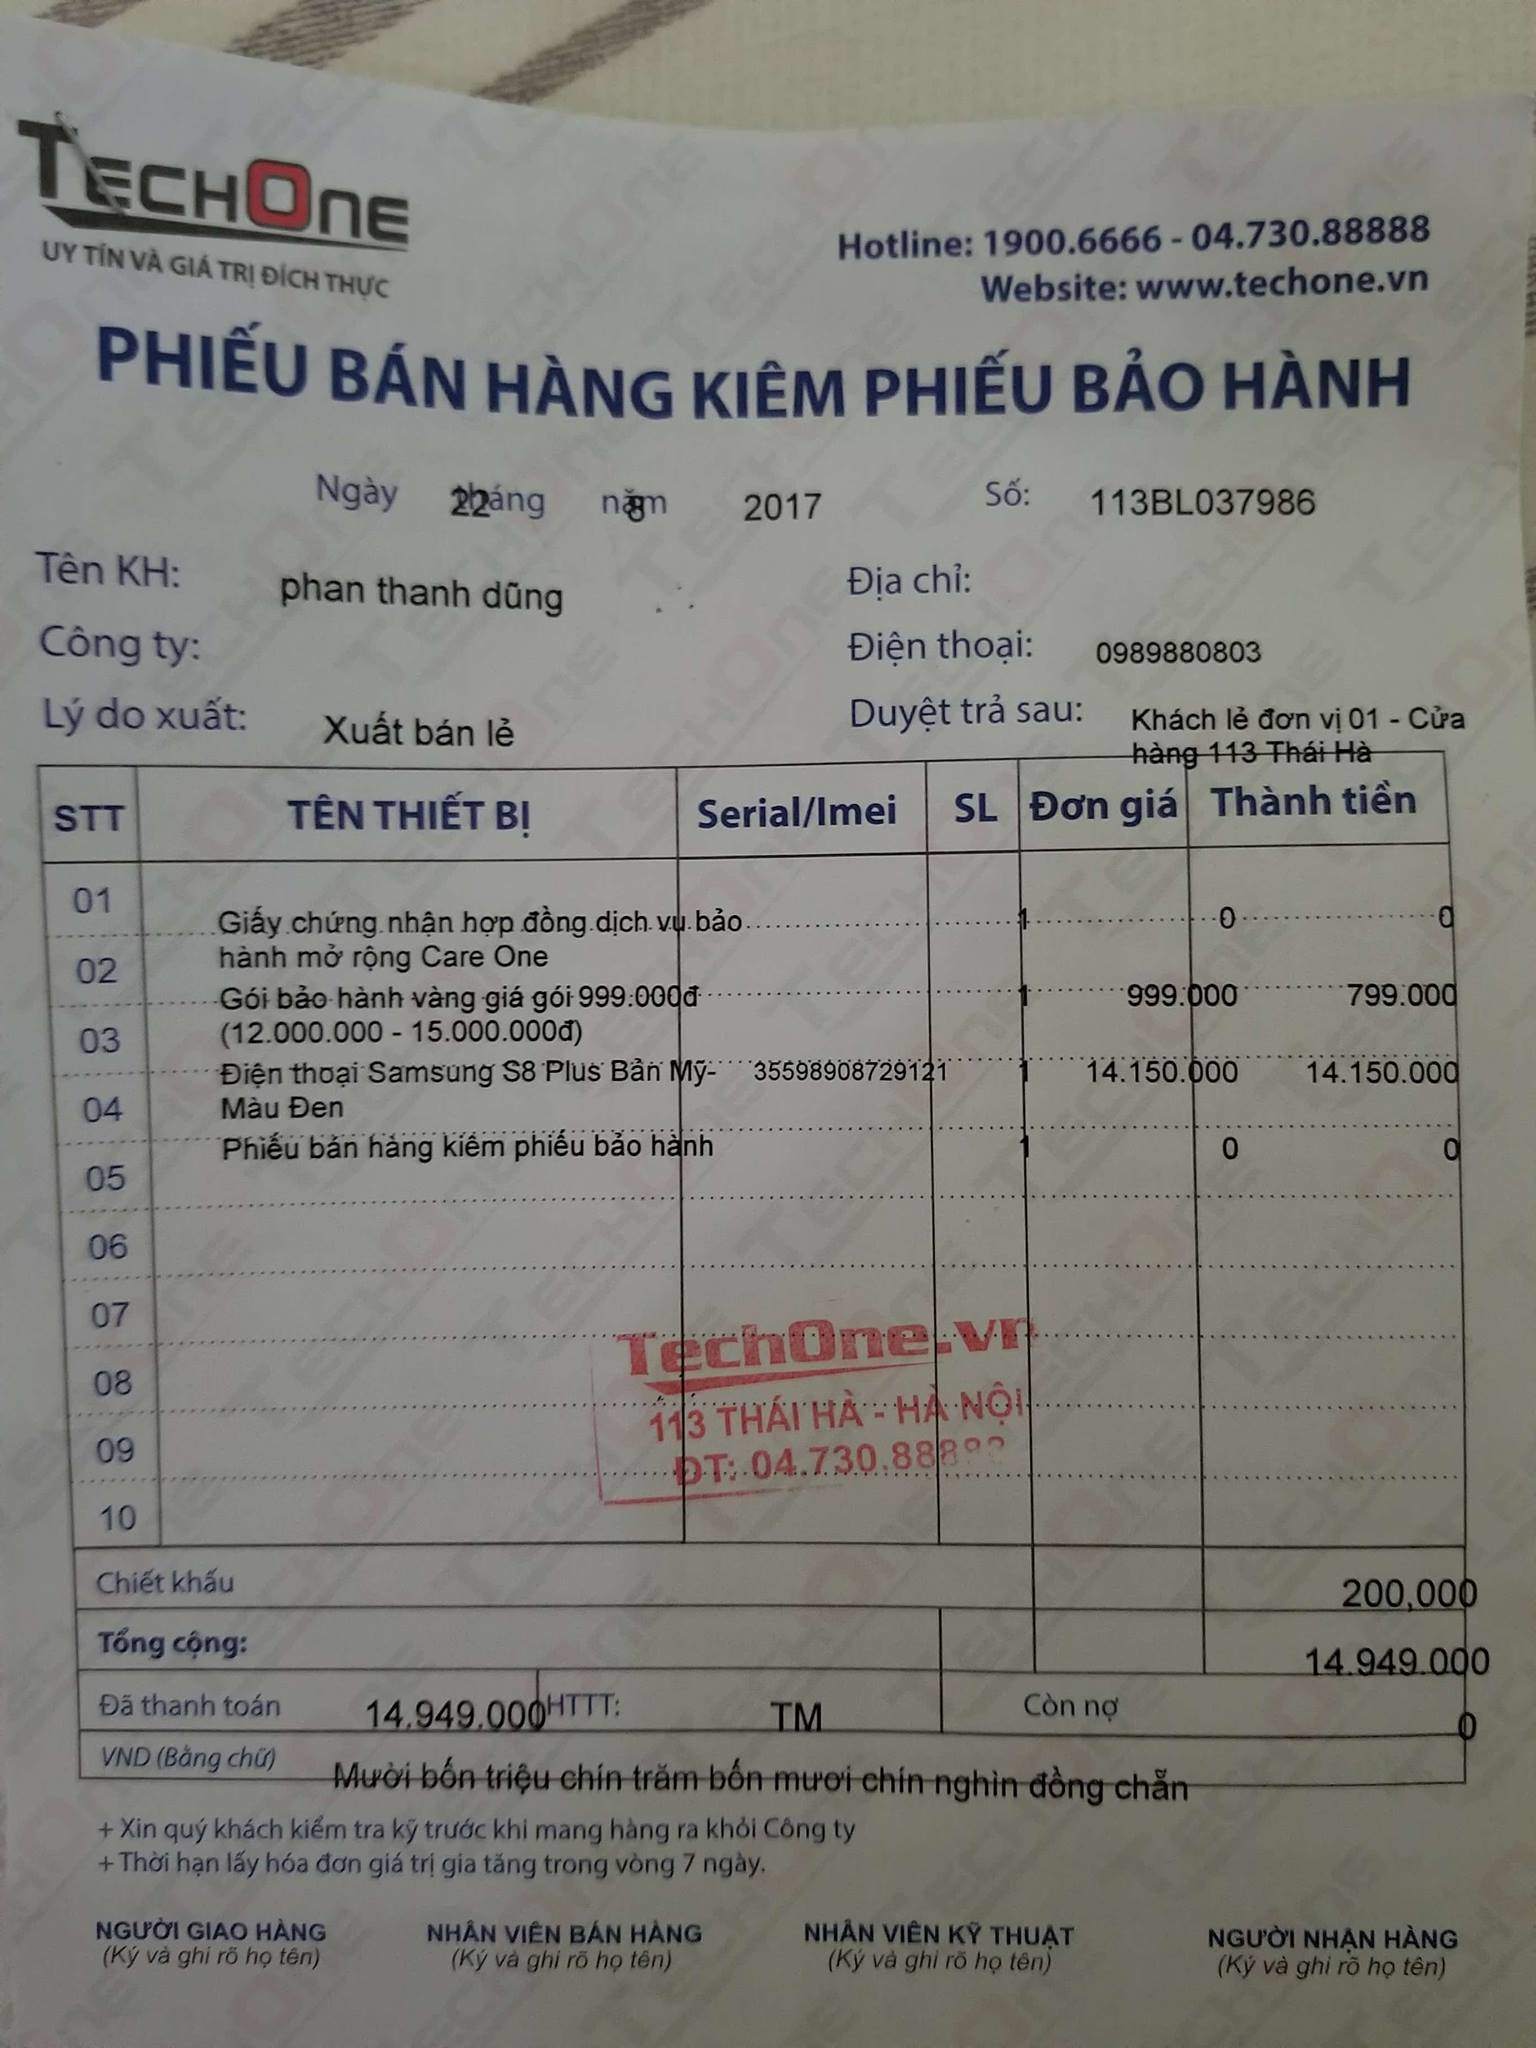 TECHONE
UY TÍN VÀ GIÁ TRỊ ĐÍCH THỰC
Hotline: 1900.6666 - 04.730.88888
Website: www.techone.vn
PHIẾU BÁN HÀNG KIÊM PHIẾU BẢO HÀNH
Ngày 22 tháng 8 năm 2017 Số: 113BL037986
Tên KH: phan thanh dũng Địa chỉ:
Công ty: Điện thoại: 0989880803
Lý do xuất: Xuất bán lẻ Duyệt trả sau: Khách lẻ đơn vị 01 - Cửa
hàng 113 Thái Hà
STT TÊN THIẾT BỊ Serial/Imei SL Đơn giá Thành tiền
01 Giấy chứng nhận hợp đồng dịch vụ bảo 1 0 0
02 hành mở rộng Care One
Gói bảo hành vàng giá gói 999.000đ 1 999.000 799.000
03 (12.000.000 - 15.000.000đ)
Điện thoại Samsung S8 Plus Bản Mỹ- 35598908729121 1 14.150.000 14.150.000
04 Màu Đen
Phiếu bán hàng kiêm phiếu bảo hành 1 0 0
05
06
07
TechOne.vn
08
113 THÁI HÀ - HÀ NỘI
09
ĐT: 04.730.88888
10
Chiết khấu 200,000
Tổng cộng: 14.949.000
Đã thanh toán 14.949.000 HTTT: TM Còn nợ 0
VND (Bằng chữ) Mười bốn triệu chín trăm bốn mươi chín nghìn đồng chẵn
+ Xin quý khách kiểm tra kỹ trước khi mang hàng ra khỏi Công ty
+ Thời hạn lấy hóa đơn giá trị gia tăng trong vòng 7 ngày.
NGƯỜI GIAO HÀNG NHÂN VIÊN BÁN HÀNG NHÂN VIÊN KỸ THUẬT NGƯỜI NHẬN HÀNG
(Ký và ghi rõ họ tên) (Ký và ghi rõ họ tên) (Ký và ghi rõ họ tên) (Ký và ghi rõ họ tên)